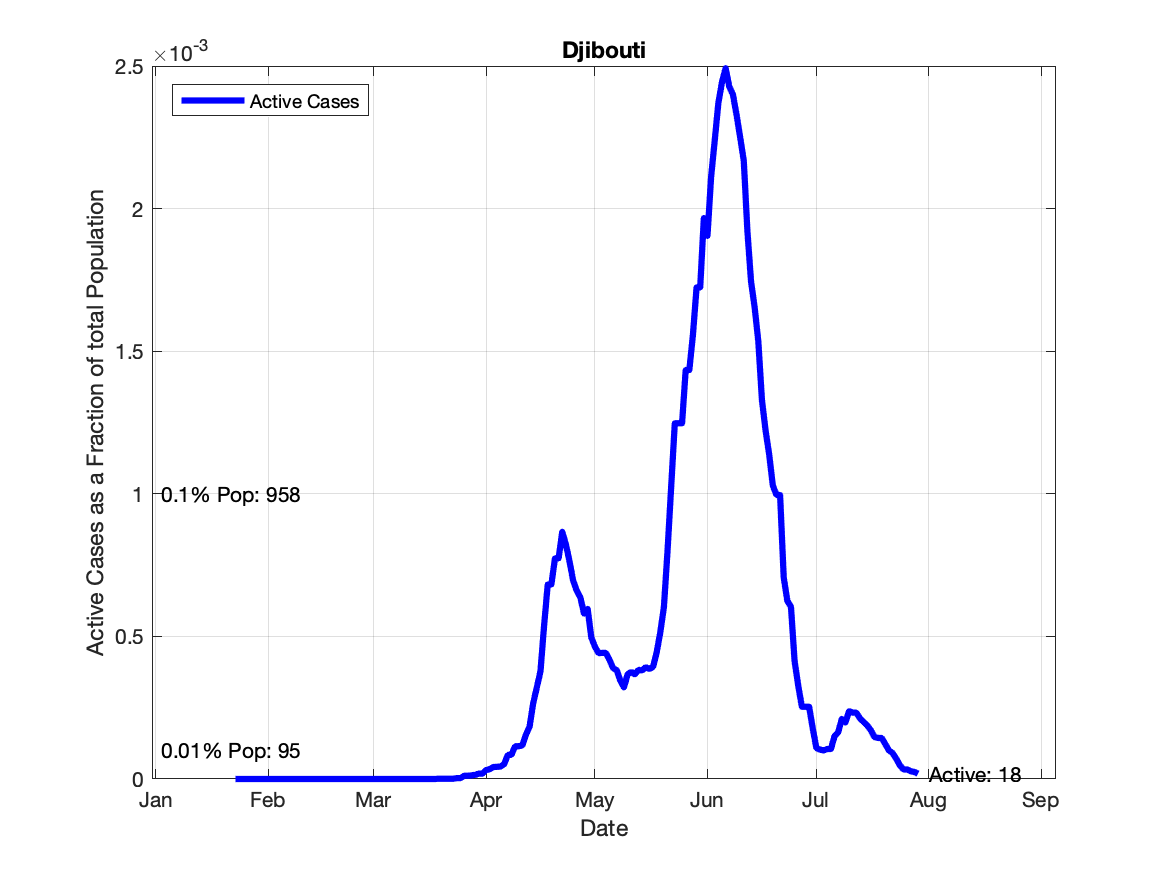 Djibouti
×10-3
2.5
2
1.5
1
0.5
0
Active Cases as a Fraction of total Population
Active Cases
0.1% Pop: 958
0.01% Pop: 95
Active: 18
Jan Feb Mar Apr May Jun Jul Aug Sep
Date